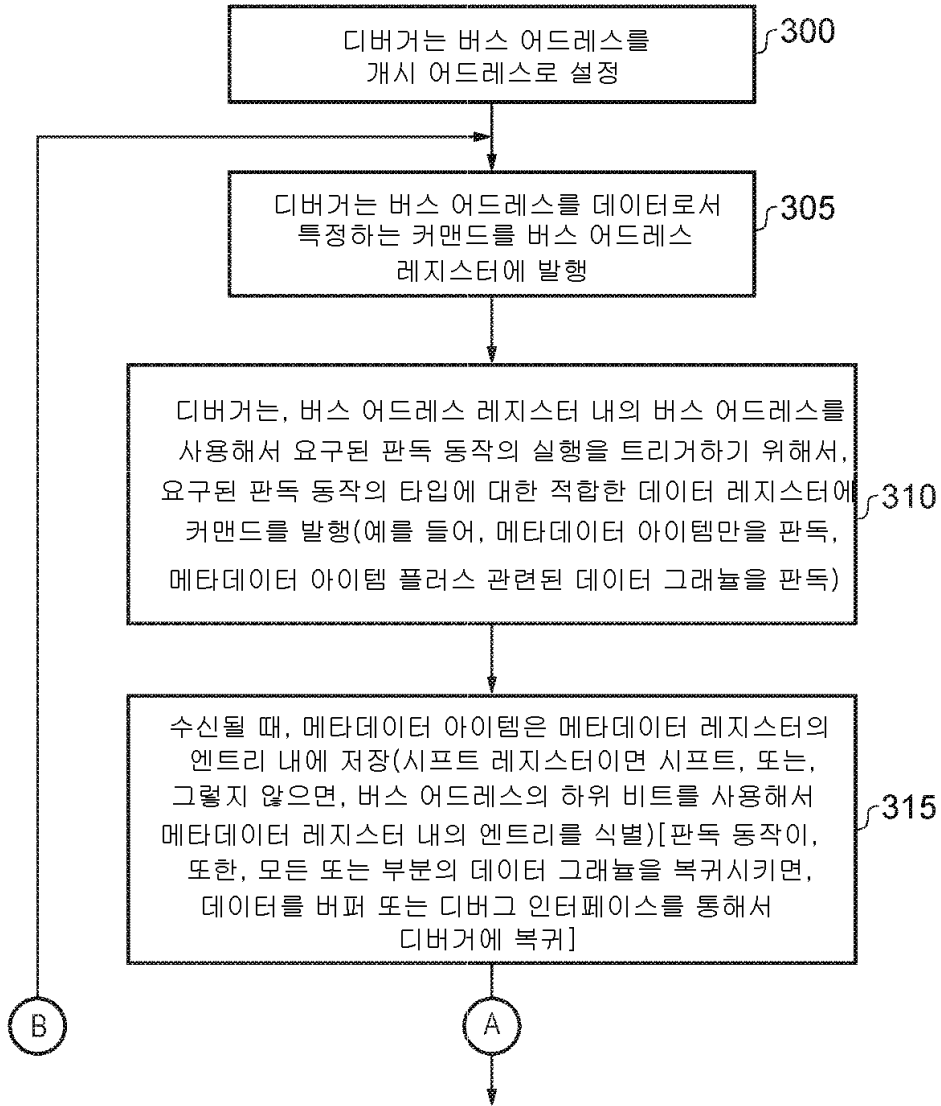 디버거는 버스 어드레스를
개시 어드레스로 설정
300
디버거는 버스 어드레스를 데이터로서
특정하는 커맨드를 버스 어드레스
레지스터에 발행
305
디버거는, 버스 어드레스 레지스터 내의 버스 어드레스를
사용해서 요구된 판독 동작의 실행을 트리거하기 위해서,
요구된 판독 동작의 타입에 대한 적합한 데이터 레지스터에
커맨드를 발행(예를 들어, 메타데이터 아이템만을 판독,
메타데이터 아이템 플러스 관련된 데이터 그래뉼을 판독)
310
수신될 때, 메타데이터 아이템은 메타데이터 레지스터의
엔트리 내에 저장(시프트 레지스터이면 시프트, 또는,
그렇지 않으면, 버스 어드레스의 하위 비트를 사용해서
메타데이터 레지스터 내의 엔트리를 식별)[판독 동작이,
또한, 모든 또는 부분의 데이터 그래뉼을 복귀시키면,
데이터를 버퍼 또는 디버그 인터페이스를 통해서
디버거에 복귀]
315
B
A